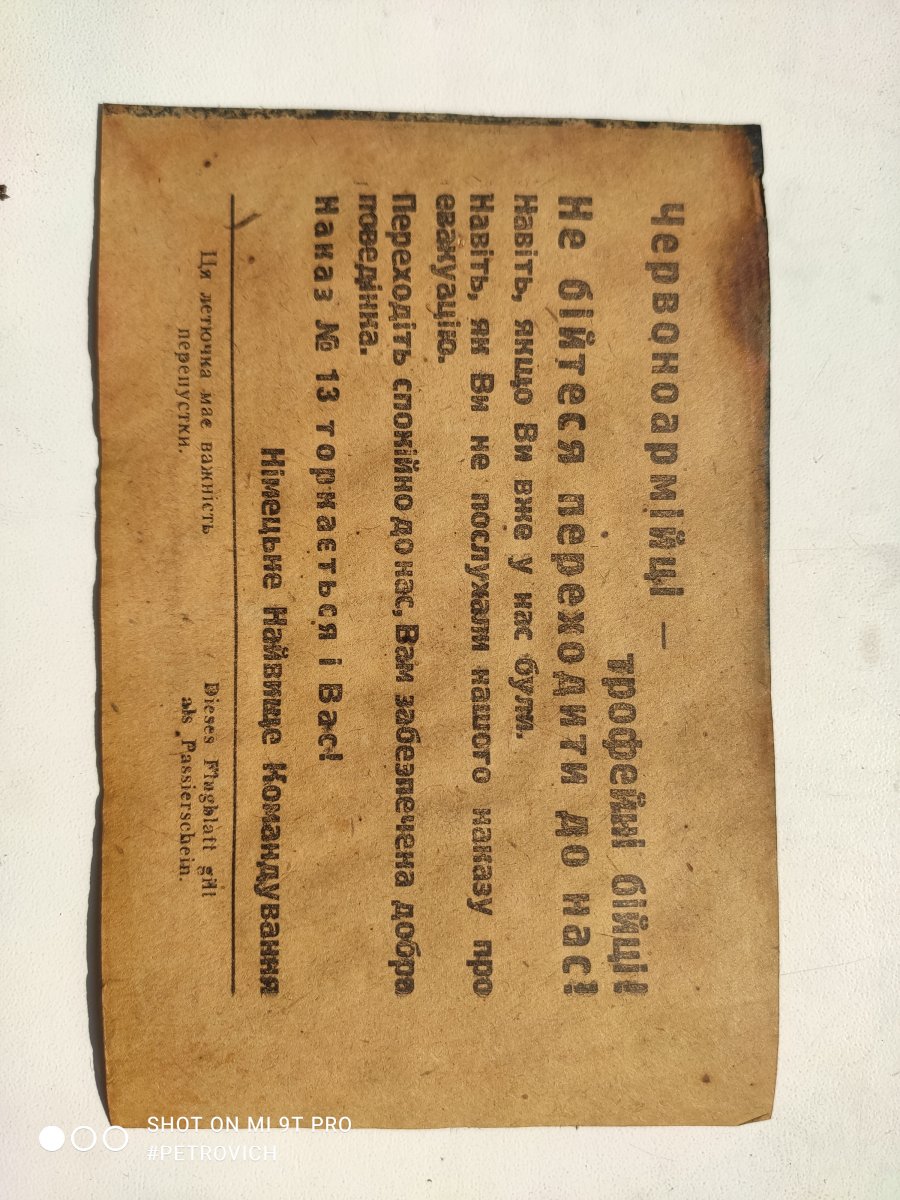 Червоноармійці —
трофейні бійці!
Не бійтеся переходити до нас!
Навіть, якщо Ви вже у нас були.
Навіть, як Ви не послухали нашого наказу про
евакуацію.
Переходіть спокійно до нас, Вам забезпечена добра
поведінка.
Наказ № 13 торкається і Вас!
Німецьке Найвище Командування
Ця летючка має важність
перепустки.
Dieses Flugblatt gilt
als Passierschein.
SHOT ON MI 9T PRO
#PETROVICH